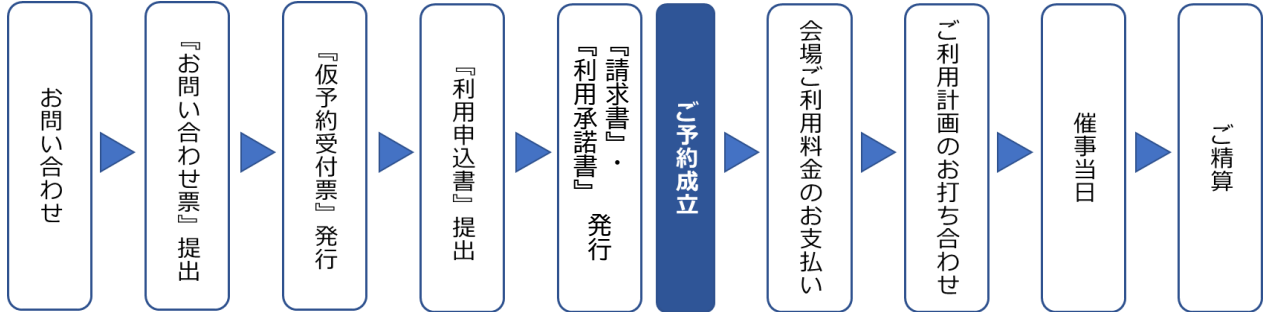 お問い合わせ
『お問い合わせ票』提出
『仮予約受付票』発行
『利用申込書』提出
『請求書』・
『利用承諾書』 発行
ご予約成立
会場ご利用料金のお支払い
ご利用計画のお打ち合わせ
催事当日
ご精算